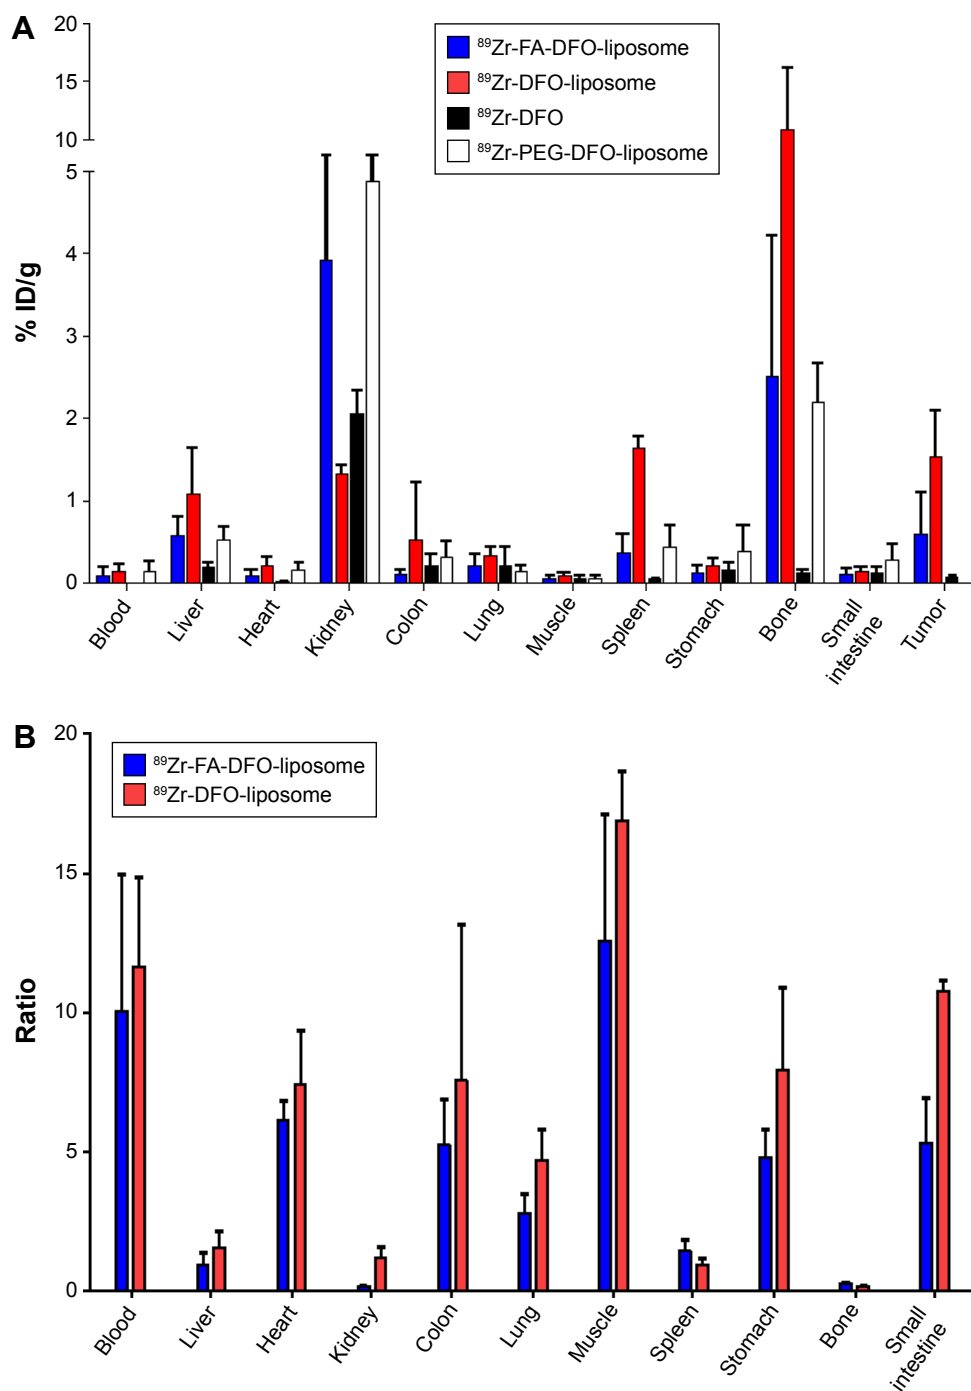 A
20
15
10
5
4
3
2
1
0
% ID/g
⁸⁹Zr-FA-DFO-liposome
⁸⁹Zr-DFO-liposome
⁸⁹Zr-DFO
⁸⁹Zr-PEG-DFO-liposome
Blood
Liver
Heart
Kidney
Colon
Lung
Muscle
Spleen
Stomach
Bone
Small
intestine
Tumor
B
20
15
10
5
0
Ratio
⁸⁹Zr-FA-DFO-liposome
⁸⁹Zr-DFO-liposome
Blood
Liver
Heart
Kidney
Colon
Lung
Muscle
Spleen
Stomach
Bone
Small
intestine